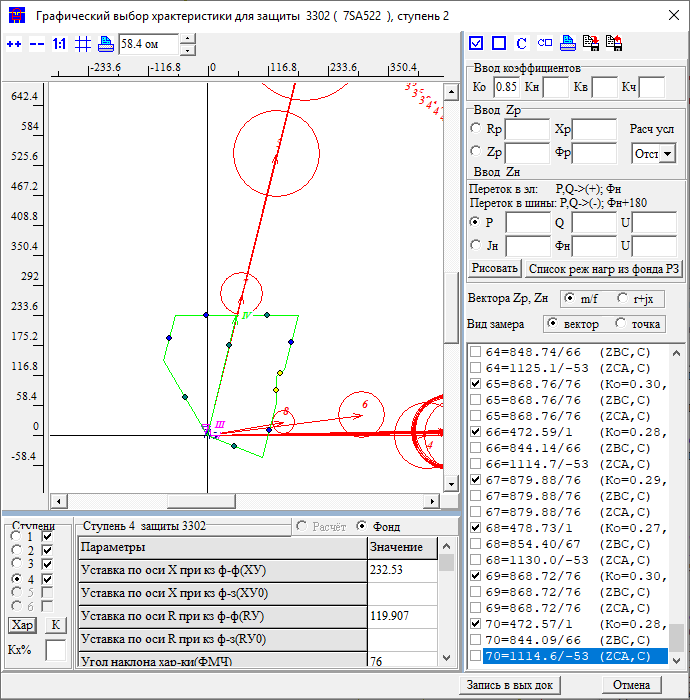 Графический выбор храктеристики для защиты 3302 ( 7SA522 ), ступень 2
++ -- 1:1 58.4 ом
-233.6 -116.8 0 116.8 233.6 350.4
642.4
584
525.6
467.2
408.8
350.4
292
233.6
175.2
116.8
58.4
0
-58.4
7
IV
6
8
III
4
Ступени
1
2
3
4
5
6
Хар К
Кх%
Ступень 4 защиты 3302
Расчёт Фонд
Параметры Значение
Уставка по оси X при кз ф-ф(XУ) 232.53
Уставка по оси X при кз ф-з(XУ0)
Уставка по оси R при кз ф-ф(RУ) 119.907
Уставка по оси R при кз ф-з(RУ0)
Угол наклона хар-ки(ФМЧ) 76
С
Ввод коэффициентов
Ко 0.85 Кн Кв Кч
Ввод Zр
Rр Хр Расч усл
Zр Фр Отст
Ввод Zн
Переток в зл: P,Q->(+); Фн
Переток в шины: P,Q->(-); Фн+180
P Q U
Jн Фн U
Рисовать Список реж нагр из фонда РЗ
Вектора Zр, Zн m/f r+jx
Вид замера вектор точка
64=848.74/66 (ZBC,C)
64=1125.1/-53 (ZCA,C)
65=868.76/76 (Ко=0.30,
65=868.76/76
65=868.76/76
66=472.59/1 (Ко=0.28,
66=844.14/66 (ZBC,C)
66=1114.7/-53 (ZCA,C)
67=879.88/76 (Ко=0.29,
67=879.88/76
67=879.88/76
68=478.73/1 (Ко=0.27,
68=854.40/67 (ZBC,C)
68=1130.0/-53 (ZCA,C)
69=868.72/76 (Ко=0.30,
69=868.72/76
69=868.72/76
70=472.57/1 (Ко=0.28,
70=844.09/66 (ZBC,C)
70=1114.6/-53 (ZCA,C)
Запись в вых док Отмена